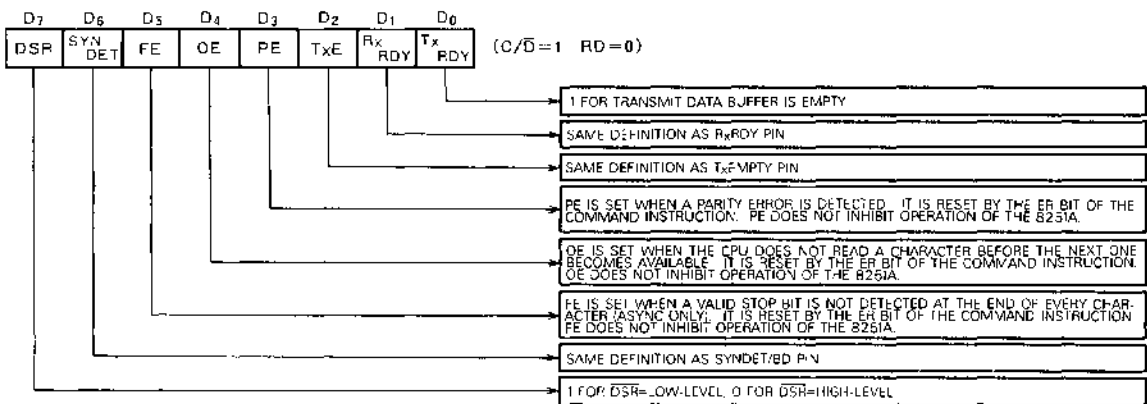 D7 D6 D5 D4 D3 D2 D1 D0
DSR SYN DET FE OE PE TxE Rx RDY Tx RDY (C/D̅=1 RD=0)
1 FOR TRANSMIT DATA BUFFER IS EMPTY
SAME DEFINITION AS RxRDY PIN
SAME DEFINITION AS TxEMPTY PIN
PE IS SET WHEN A PARITY ERROR IS DETECTED. IT IS RESET BY THE ER BIT OF THE
COMMAND INSTRUCTION. PE DOES NOT INHIBIT OPERATION OF THE 8251A.
OE IS SET WHEN THE CPU DOES NOT READ A CHARACTER BEFORE THE NEXT ONE
BECOMES AVAILABLE. IT IS RESET BY THE ER BIT OF THE COMMAND INSTRUCTION.
OE DOES NOT INHIBIT OPERATION OF THE 8251A.
FE IS SET WHEN A VALID STOP BIT IS NOT DETECTED AT THE END OF EVERY CHAR-
ACTER (ASYNC ONLY). IT IS RESET BY THE ER BIT OF THE COMMAND INSTRUCTION
FE DOES NOT INHIBIT OPERATION OF THE 8251A.
SAME DEFINITION AS SYNDET/BD PIN
1 FOR D̅S̅R̅=LOW-LEVEL, 0 FOR D̅S̅R̅=HIGH-LEVEL